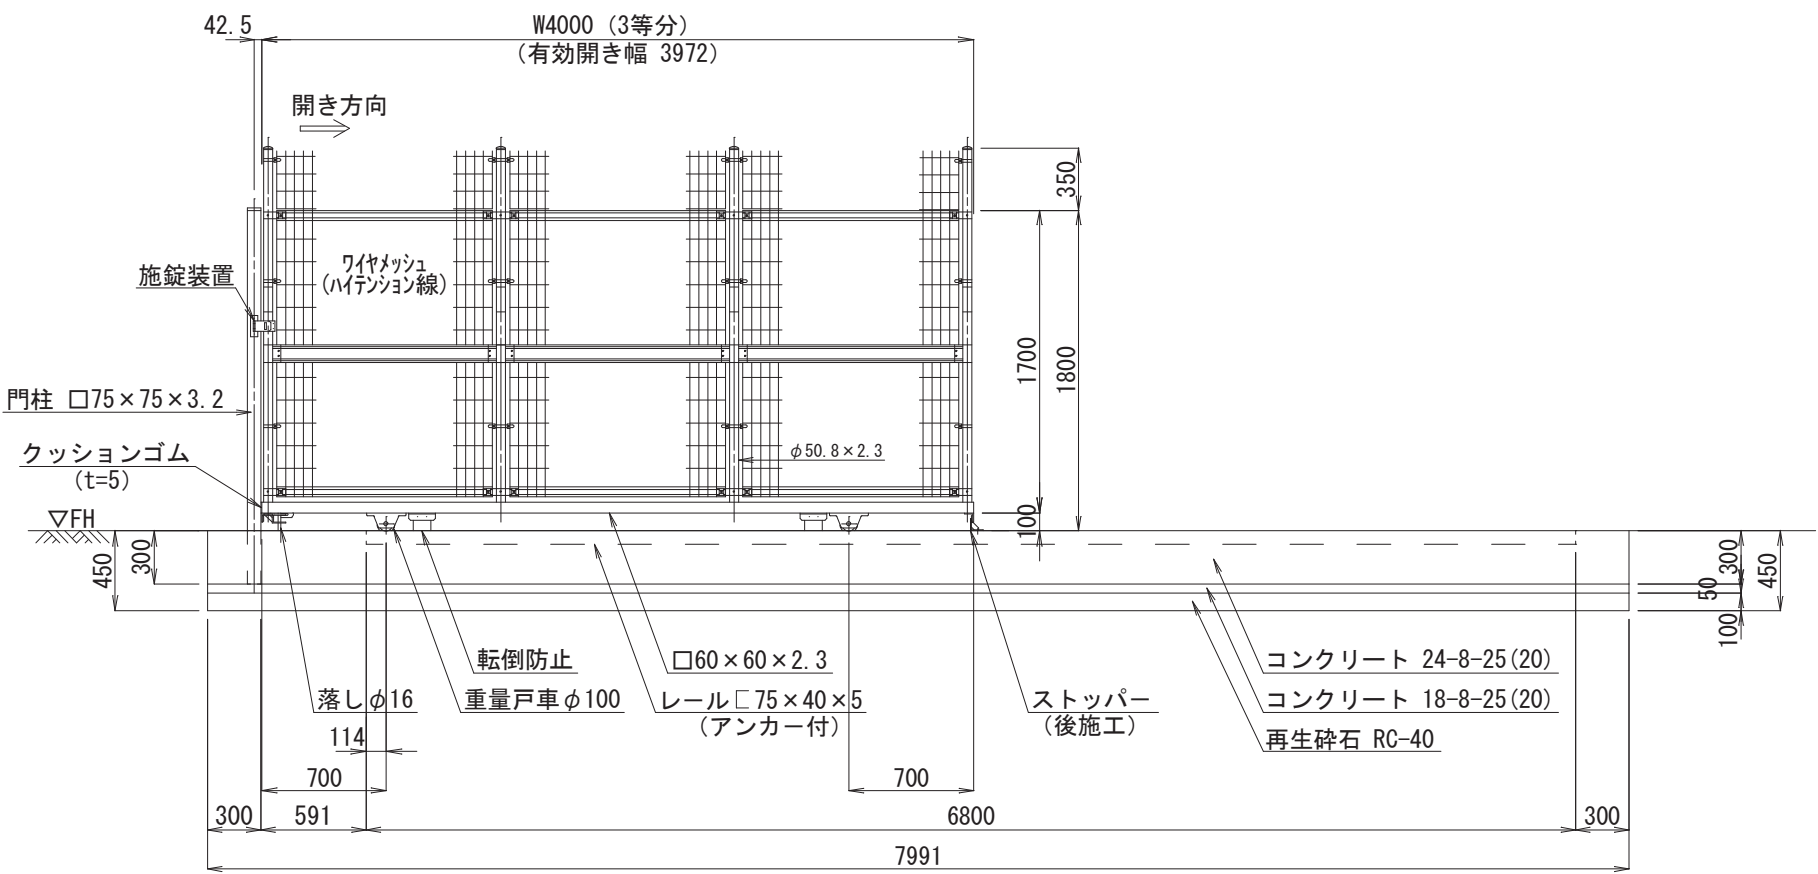 42.5
W4000 (3等分)
(有効開き幅 3972)
開き方向
350
ワイヤメッシュ
(ハイテンション線)
施錠装置
1700
1800
門柱 □75×75×3.2
クッションゴム
(t=5)
φ50.8×2.3
▽FH
100
450
300
300
450
50
100
転倒防止
□60×60×2.3
コンクリート 24-8-25(20)
落しφ16
重量戸車φ100
レール匚75×40×5
(アンカー付)
ストッパー
(後施工)
コンクリート 18-8-25(20)
再生砕石 RC-40
114
700
700
300
591
6800
300
7991